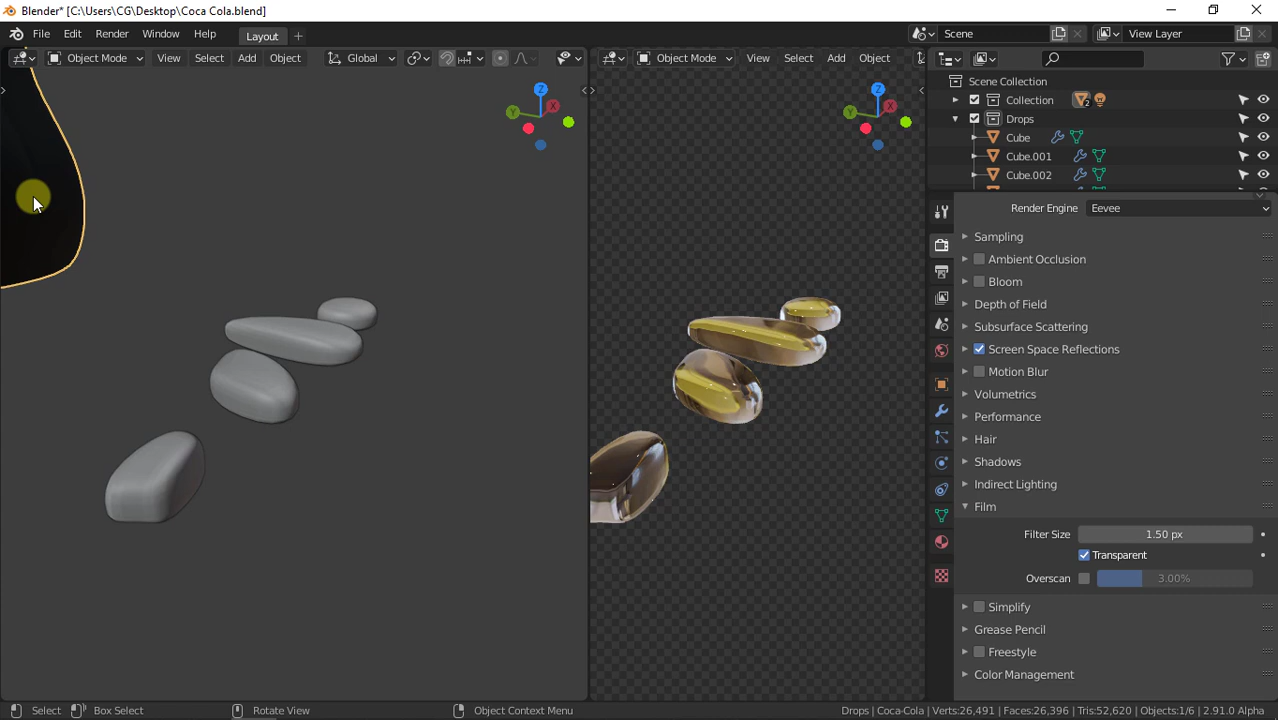 Blender* [C:\Users\CG\Desktop\Coca Cola.blend]
File Edit Render Window Help Layout + Scene View Layer
Object Mode View Select Add Object Global Object Mode View Select Add Object
Z
Y
X
Z
Y
X
Scene Collection
Collection 2
Drops
Cube
Cube.001
Cube.002
Render Engine Eevee
Sampling
Ambient Occlusion
Bloom
Depth of Field
Subsurface Scattering
Screen Space Reflections
Motion Blur
Volumetrics
Performance
Hair
Shadows
Indirect Lighting
Film
Filter Size 1.50 px
Transparent
Overscan 3.00%
Simplify
Grease Pencil
Freestyle
Color Management
Select Box Select Rotate View Object Context Menu Drops | Coca-Cola | Verts:26,491 | Faces:26,396 | Tris:52,620 | Objects:1/6 | 2.91.0 Alpha